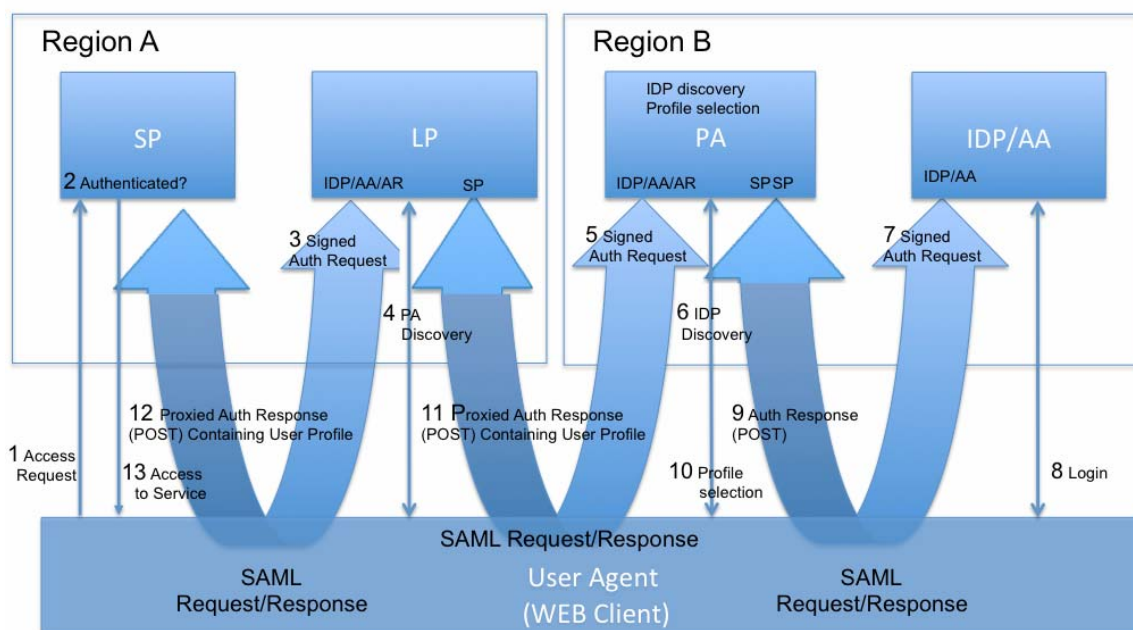 Region A
Region B
SP
LP
IDP discovery
Profile selection
PA
IDP/AA
2 Authenticated?
IDP/AA/AR
SP
IDP/AA/AR
SP SP
IDP/AA
3 Signed
Auth Request
5 Signed
Auth Request
7 Signed
Auth Request
4 PA
Discovery
6 IDP
Discovery
12 Proxied Auth Response
(POST) Containing User Profile
11 Proxied Auth Response
(POST) Containing User Profile
9 Auth Response
(POST)
1 Access
Request
13 Access
to Service
10 Profile
selection
8 Login
SAML Request/Response
SAML
Request/Response
User Agent
(WEB Client)
SAML
Request/Response